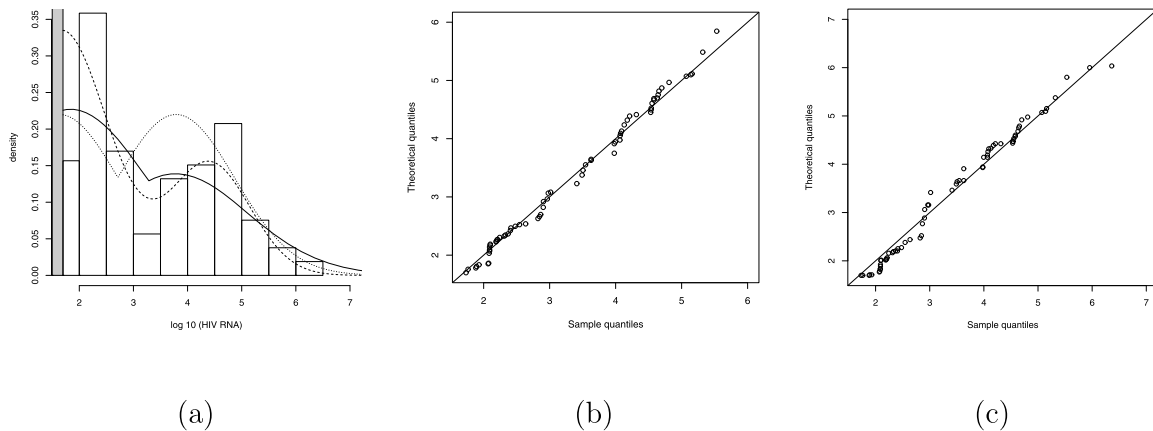 density
0.35
0.30
0.25
0.20
0.15
0.10
0.05
0.00
2 3 4 5 6 7
log 10 (HIV RNA)
(a)
Theoretical quantiles
6
5
4
3
2
2 3 4 5 6
Sample quantiles
(b)
Theoretical quantiles
7
6
5
4
3
2
2 3 4 5 6 7
Sample quantiles
(c)